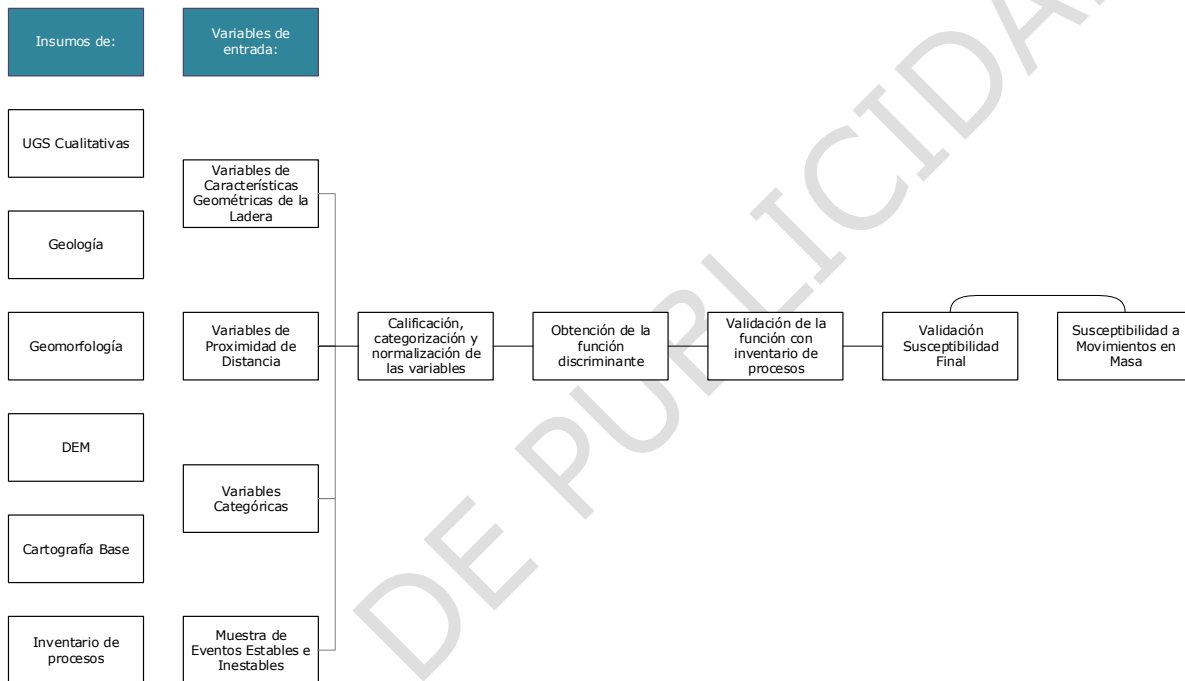 Insumos de:
Variables de
entrada:
UGS Cualitativas
Geología
Geomorfología
DEM
Cartografía Base
Inventario de
procesos
Variables de
Características
Geométricas de la
Ladera
Variables de
Proximidad de
Distancia
Variables
Categóricas
Muestra de
Eventos Estables e
Inestables
Calificación,
categorización y
normalización de
las variables
Obtención de la
función
discriminante
Validación de la
función con
inventario de
procesos
Validación
Susceptibilidad
Final
Susceptibilidad a
Movimientos en
Masa
DE PUBLICIDA